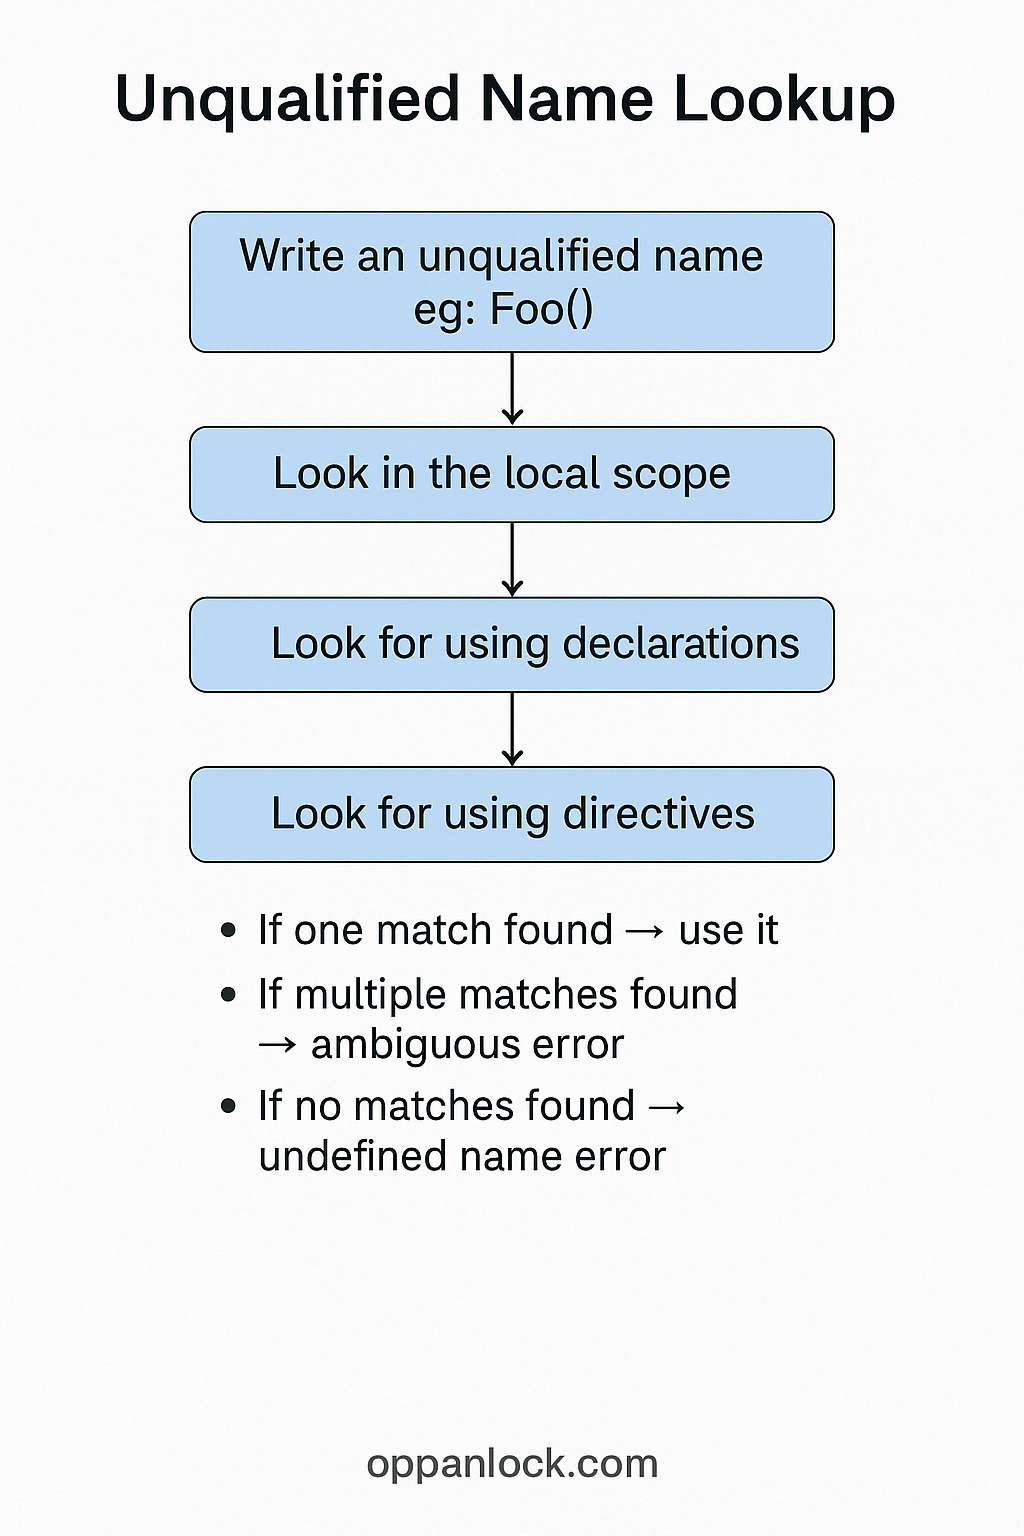 Unqualified Name Lookup
Write an unqualified name
eg: Foo()
Look in the local scope
Look for using declarations
Look for using directives
• If one match found → use it
• If multiple matches found
→ ambiguous error
• If no matches found →
undefined name error
oppanlock.com